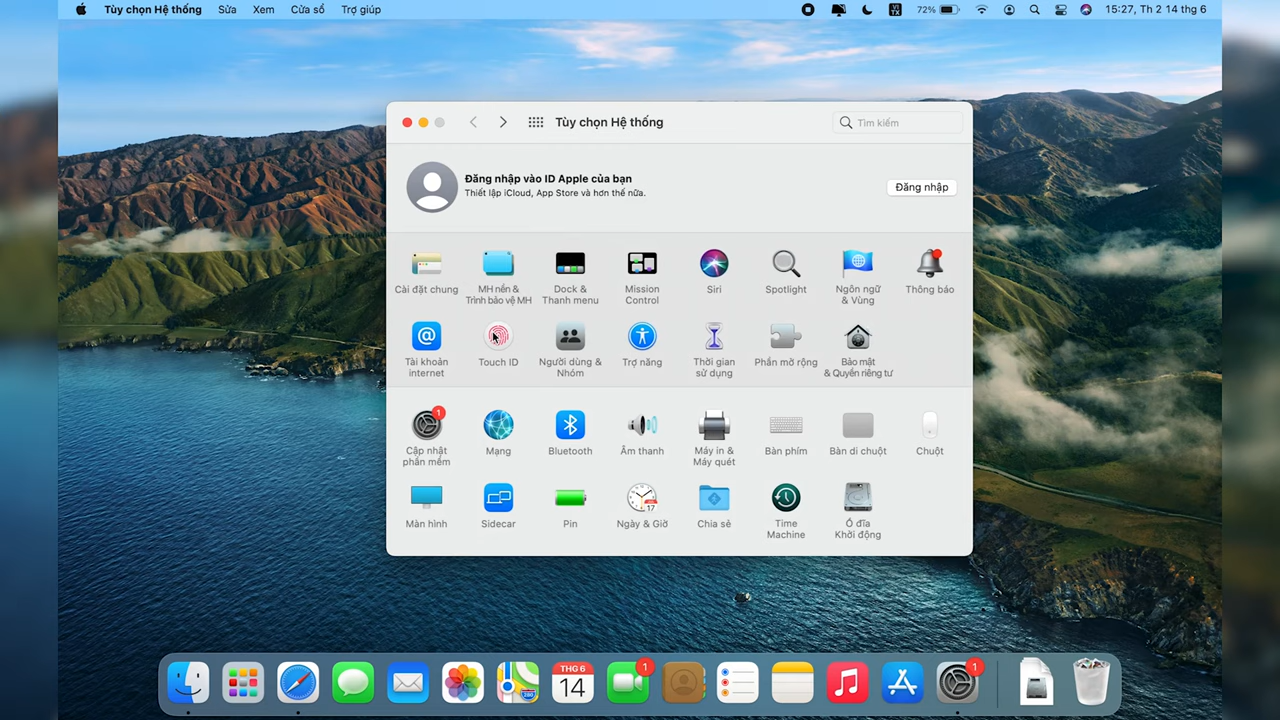 Tùy chọn Hệ thống Sửa Xem Cửa sổ Trợ giúp
VI
TX
72%
15:27, Th 2 14 thg 6
Tùy chọn Hệ thống
Tìm kiếm
Đăng nhập vào ID Apple của bạn
Thiết lập iCloud, App Store và hơn thế nữa.
Đăng nhập
Cài đặt chung
MH nền &
Trình bảo vệ MH
Dock &
Thanh menu
Mission
Control
Siri
Spotlight
Ngôn ngữ
& Vùng
Thông báo
Tài khoản
internet
Touch ID
Người dùng &
Nhóm
Trợ năng
Thời gian
sử dụng
Phần mở rộng
Bảo mật
& Quyền riêng tư
1
Cập nhật
phần mềm
Mạng
Bluetooth
Âm thanh
Máy in &
Máy quét
Bàn phím
Bàn di chuột
Chuột
Màn hình
Sidecar
Pin
17
Ngày & Giờ
Chia sẻ
Time
Machine
Ổ đĩa
Khởi động
280
THG 6
14
1
1